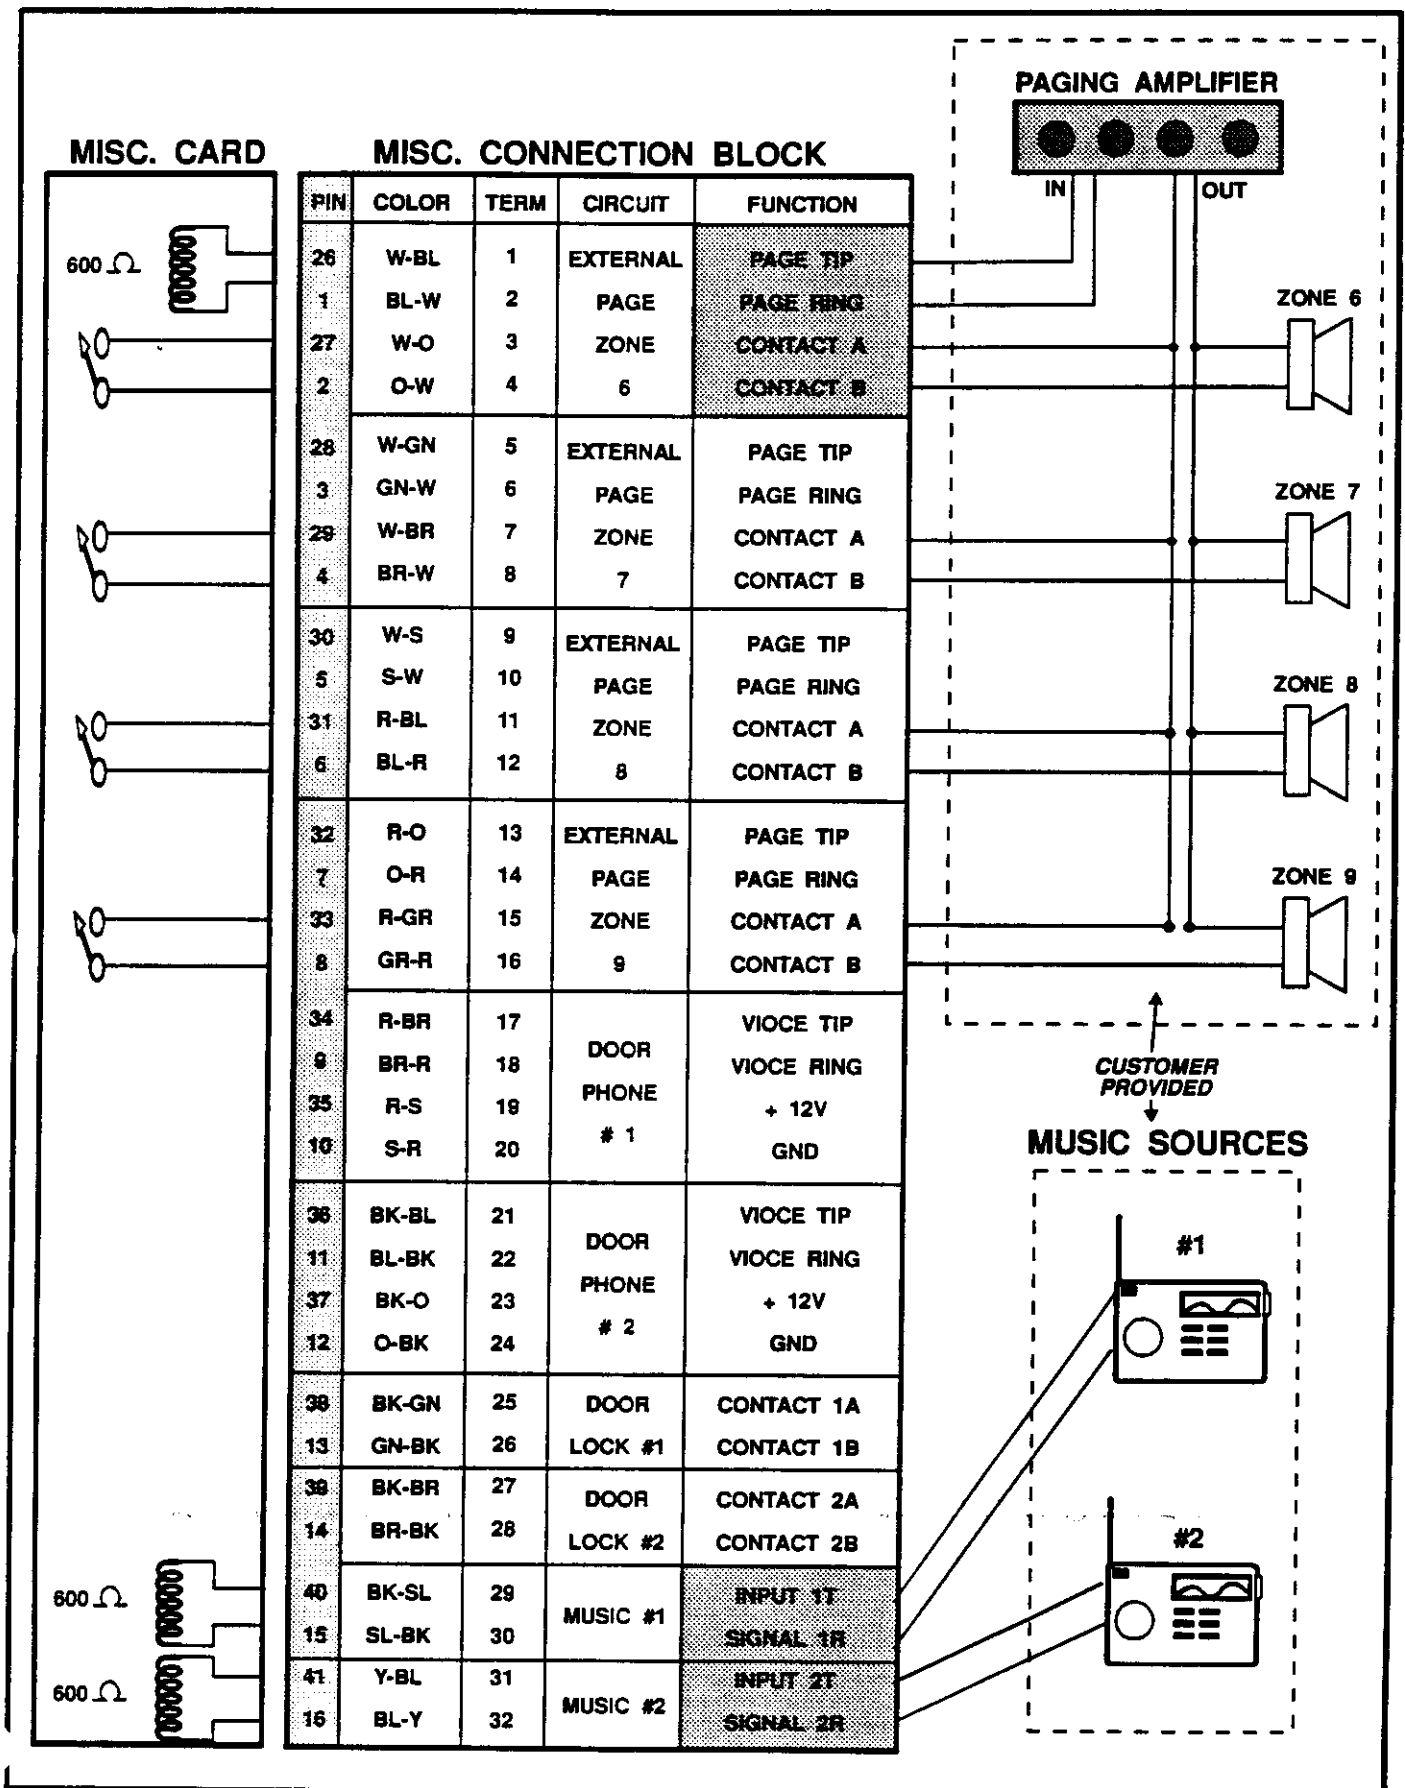 PAGING AMPLIFIER
IN OUT
MISC. CARD
MISC. CONNECTION BLOCK
PIN COLOR TERM CIRCUIT FUNCTION
600 Ω
26 W-BL 1 EXTERNAL PAGE TIP
1 BL-W 2 PAGE PAGE RING
27 W-O 3 ZONE CONTACT A
2 O-W 4 6 CONTACT B
ZONE 6
28 W-GN 5 EXTERNAL PAGE TIP
3 GN-W 6 PAGE PAGE RING
29 W-BR 7 ZONE CONTACT A
4 BR-W 8 7 CONTACT B
ZONE 7
30 W-S 9 EXTERNAL PAGE TIP
5 S-W 10 PAGE PAGE RING
31 R-BL 11 ZONE CONTACT A
6 BL-R 12 8 CONTACT B
ZONE 8
32 R-O 13 EXTERNAL PAGE TIP
7 O-R 14 PAGE PAGE RING
33 R-GR 15 ZONE CONTACT A
8 GR-R 16 9 CONTACT B
ZONE 9
34 R-BR 17 VIOCE TIP
9 BR-R 18 DOOR VIOCE RING
35 R-S 19 PHONE + 12V
10 S-R 20 # 1 GND
CUSTOMER
PROVIDED
MUSIC SOURCES
36 BK-BL 21 VIOCE TIP
11 BL-BK 22 DOOR VIOCE RING
37 BK-O 23 PHONE + 12V
12 O-BK 24 # 2 GND
#1
38 BK-GN 25 DOOR CONTACT 1A
13 GN-BK 26 LOCK #1 CONTACT 1B
39 BK-BR 27 DOOR CONTACT 2A
14 BR-BK 28 LOCK #2 CONTACT 2B
#2
600 Ω
40 BK-SL 29 MUSIC #1 INPUT 1T
15 SL-BK 30 SIGNAL 1R
600 Ω
41 Y-BL 31 MUSIC #2 INPUT 2T
16 BL-Y 32 SIGNAL 2R